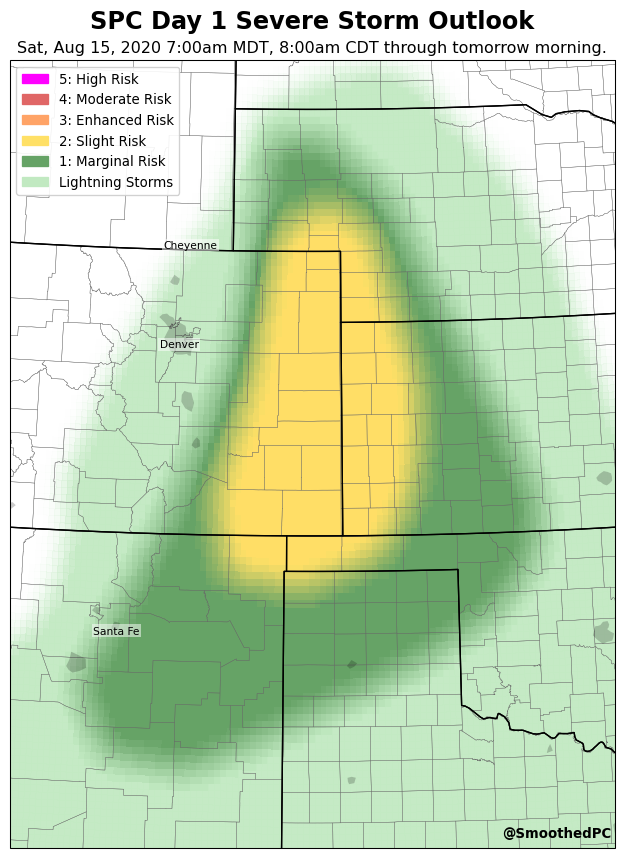 SPC Day 1 Severe Storm Outlook
Sat, Aug 15, 2020 7:00am MDT, 8:00am CDT through tomorrow morning.
5: High Risk
4: Moderate Risk
3: Enhanced Risk
2: Slight Risk
1: Marginal Risk
Lightning Storms
Cheyenne
Denver
Santa Fe
@SmoothedPC